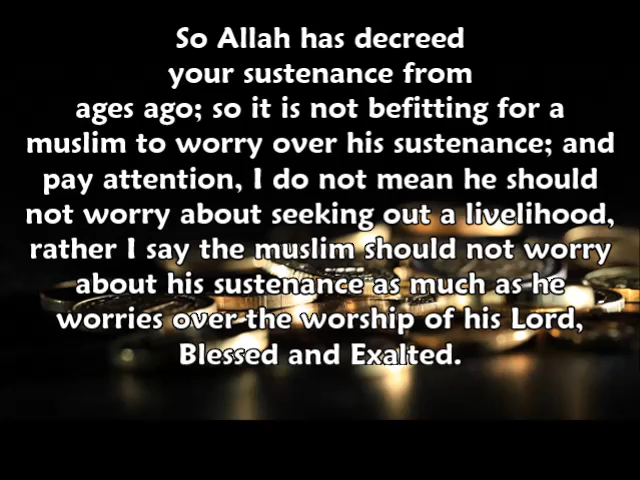 So Allah has decreed
your sustenance from
ages ago; so it is not befitting for a
muslim to worry over his sustenance; and
pay attention, I do not mean he should
not worry about seeking out a livelihood,
rather I say the muslim should not worry
about his sustenance as much as he
worries over the worship of his Lord,
Blessed and Exalted.